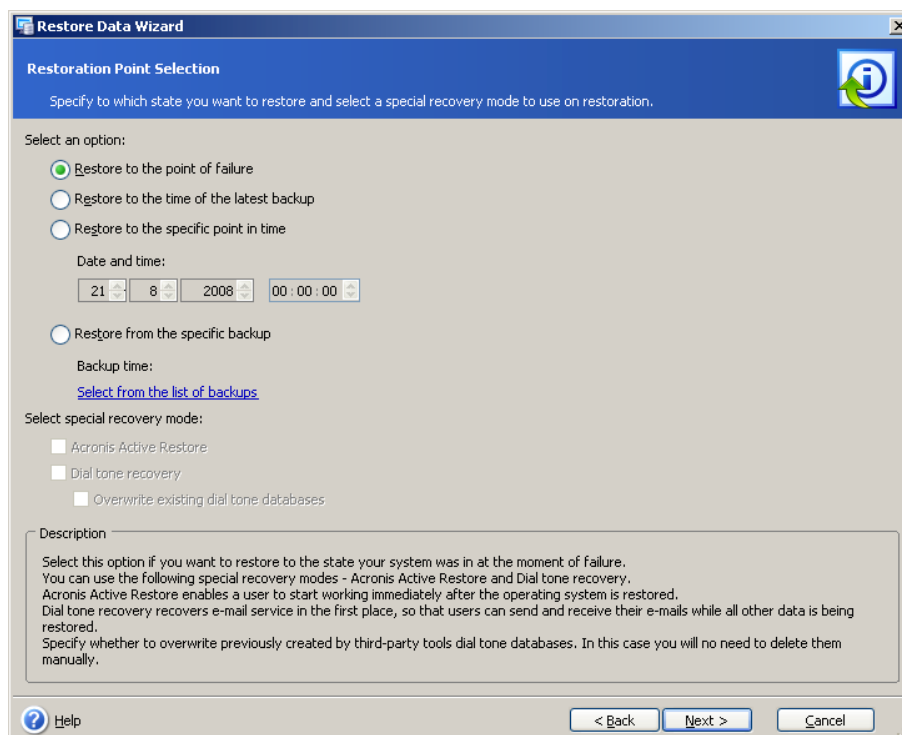 Restore Data Wizard
Restoration Point Selection
Specify to which state you want to restore and select a special recovery mode to use on restoration.
Select an option:
Restore to the point of failure
Restore to the time of the latest backup
Restore to the specific point in time
Date and time:
21 8 2008 00:00:00
Restore from the specific backup
Backup time:
Select from the list of backups
Select special recovery mode:
Acronis Active Restore
Dial tone recovery
Overwrite existing dial tone databases
Description
Select this option if you want to restore to the state your system was in at the moment of failure.
You can use the following special recovery modes - Acronis Active Restore and Dial tone recovery.
Acronis Active Restore enables a user to start working immediately after the operating system is restored.
Dial tone recovery recovers e-mail service in the first place, so that users can send and receive their e-mails while all other data is being
restored.
Specify whether to overwrite previously created by third-party tools dial tone databases. In this case you will no need to delete them
manually.
Help < Back Next > Cancel